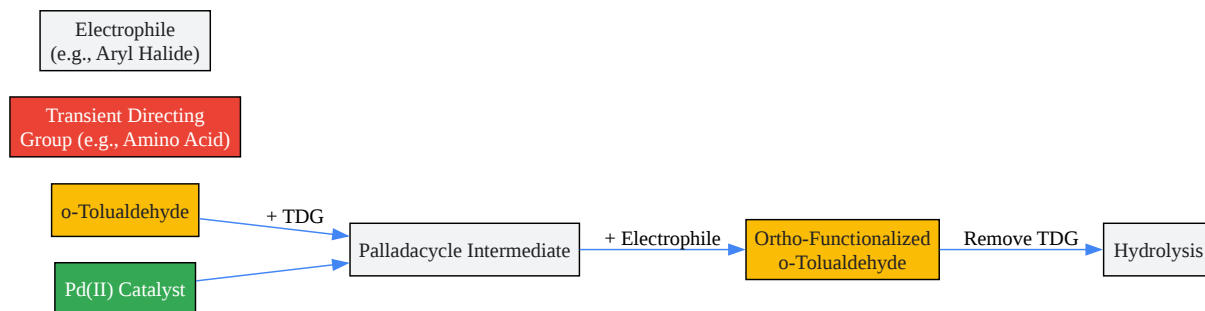 Electrophile
(e.g., Aryl Halide)
Transient Directing
Group (e.g., Amino Acid)
o-Tolualdehyde
+ TDG
Pd(II) Catalyst
Palladacycle Intermediate
+ Electrophile
Ortho-Functionalized
o-Tolualdehyde
Remove TDG
Hydrolysis